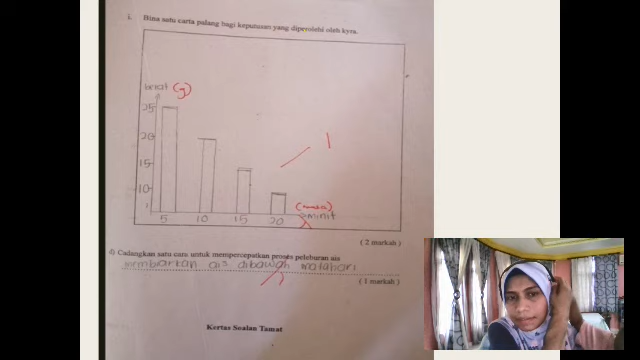 i. Bina satu carta palang bagi keputusan yang diperolehi oleh kyra.
berat (g)
25
20
15
10
1
5 10 15 20 minit
(masa)
( 2 markah )
d) Cadangkan satu cara untuk mempercepatkan proses peleburan ais
membiarkan ais dibawah matahari
( 1 markah )
Kertas Soalan Tamat